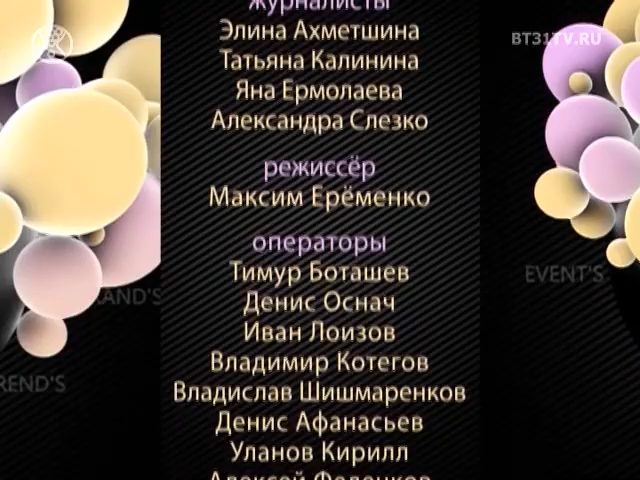 журналисты
BT31TV.RU
Элина Ахметшина
Татьяна Калинина
Яна Ермолаева
Александра Слезко
режиссёр
Максим Ерёменко
операторы
Тимур Боташев
EVENT'S
Денис Оснач
Иван Лоизов
Владимир Котегов
Владислав Шишмаренков
Денис Афанасьев
Уланов Кирилл
Алексей